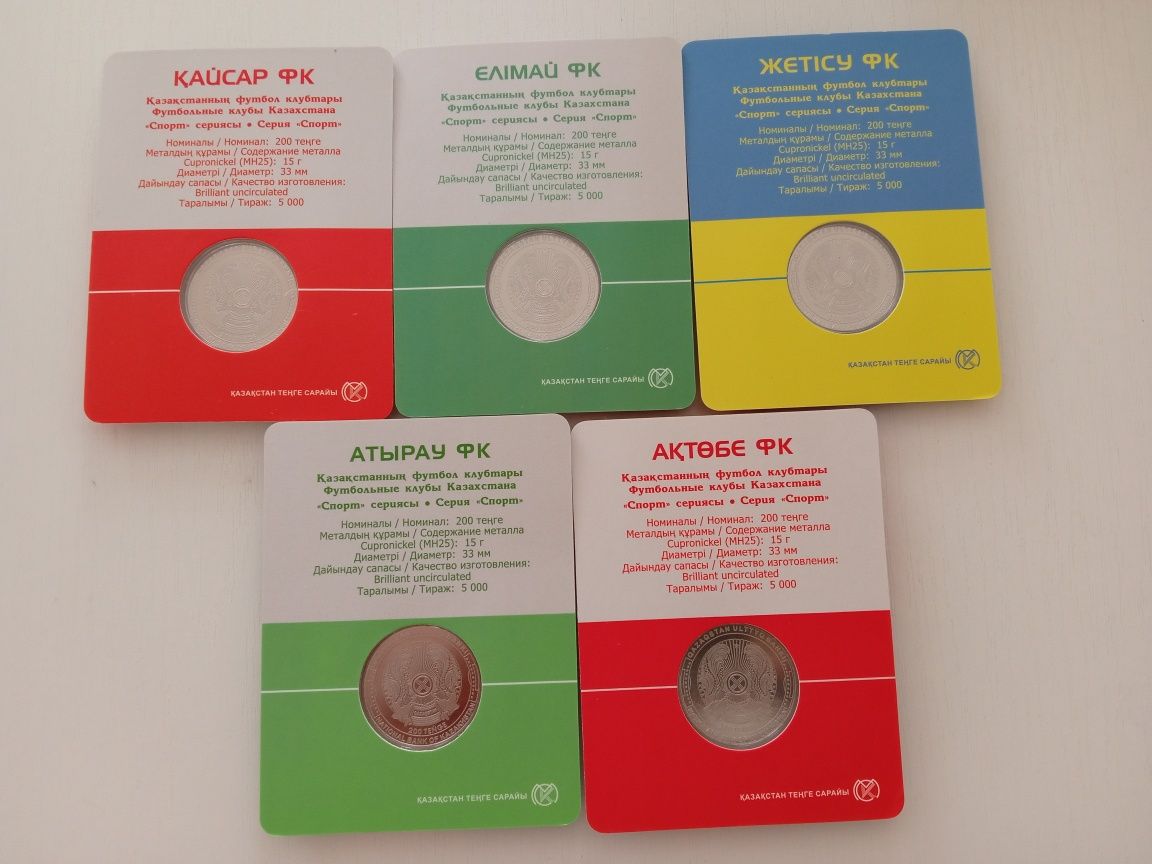 ҚАЙСАР ФК
Қазақстанның футбол клубтары
Футбольные клубы Казахстана
«Спорт» сериясы • Серия «Спорт»
Номиналы / Номинал: 200 теңге
Металдың құрамы / Содержание металла
Cupronickel (МН25): 15 г
Диаметрі / Диаметр: 33 мм
Дайындау сапасы / Качество изготовления:
Brilliant uncirculated
Таралымы / Тираж: 5 000
ҚАЗАҚСТАН ТЕҢГЕ САРАЙЫ
ЕЛІМАЙ ФК
Қазақстанның футбол клубтары
Футбольные клубы Казахстана
«Спорт» сериясы • Серия «Спорт»
Номиналы / Номинал: 200 теңге
Металдың құрамы / Содержание металла
Cupronickel (МН25): 15 г
Диаметрі / Диаметр: 33 мм
Дайындау сапасы / Качество изготовления:
Brilliant uncirculated
Таралымы / Тираж: 5 000
ҚАЗАҚСТАН ТЕҢГЕ САРАЙЫ
ЖЕТІСУ ФК
Қазақстанның футбол клубтары
Футбольные клубы Казахстана
«Спорт» сериясы • Серия «Спорт»
Номиналы / Номинал: 200 теңге
Металдың құрамы / Содержание металла
Cupronickel (МН25): 15 г
Диаметрі / Диаметр: 33 мм
Дайындау сапасы / Качество изготовления:
Brilliant uncirculated
Таралымы / Тираж: 5 000
ҚАЗАҚСТАН ТЕҢГЕ САРАЙЫ
АТЫРАУ ФК
Қазақстанның футбол клубтары
Футбольные клубы Казахстана
«Спорт» сериясы • Серия «Спорт»
Номиналы / Номинал: 200 теңге
Металдың құрамы / Содержание металла
Cupronickel (МН25): 15 г
Диаметрі / Диаметр: 33 мм
Дайындау сапасы / Качество изготовления:
Brilliant uncirculated
Таралымы / Тираж: 5 000
200 TEŃGE
NATIONAL BANK OF KAZAKHSTAN
ҚАЗАҚСТАН ТЕҢГЕ САРАЙЫ
АҚТӨБЕ ФК
Қазақстанның футбол клубтары
Футбольные клубы Казахстана
«Спорт» сериясы • Серия «Спорт»
Номиналы / Номинал: 200 теңге
Металдың құрамы / Содержание металла
Cupronickel (МН25): 15 г
Диаметрі / Диаметр: 33 мм
Дайындау сапасы / Качество изготовления:
Brilliant uncirculated
Таралымы / Тираж: 5 000
QAZAQSTAN ULTTYQ BANKI
ҚАЗАҚСТАН ТЕҢГЕ САРАЙЫ